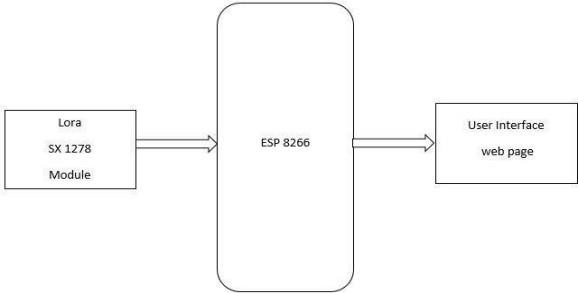 Lora
SX 1278
Module
ESP 8266
User Interface
web page